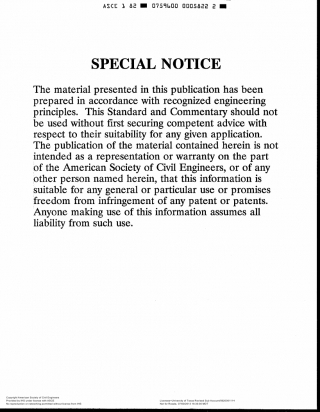 ASCE 1 82 ■ 0759600 0005822 2 ■
SPECIAL NOTICE
The material presented in this publication has been
prepared in accordance with recognized engineering
principles. This Standard and Commentary should not
be used without first securing competent advice with
respect to their suitability for any given application.
The publication of the material contained herein is not
intended as a representation or warranty on the part
of the American Society of Civil Engineers, or of any
other person named herein, that this information is
suitable for any general or particular use or promises
freedom from infringement of any patent or patents.
Anyone making use of this information assumes all
liability from such use.